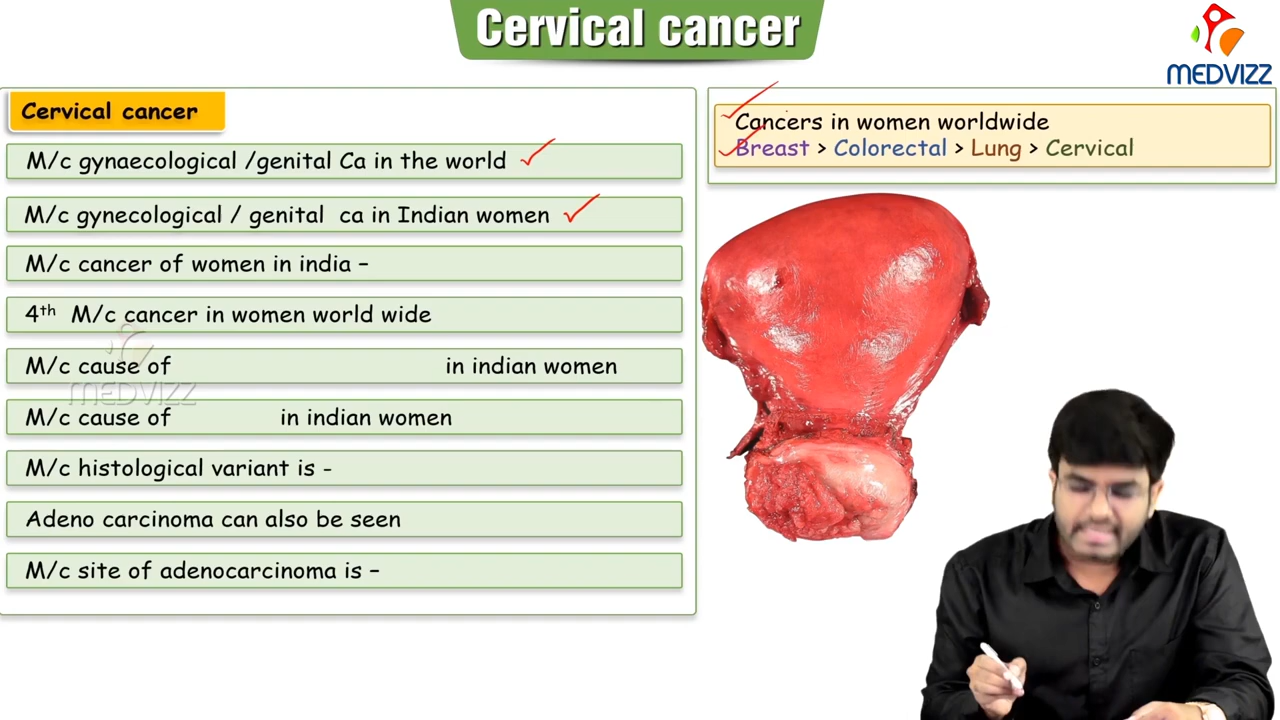 Cervical cancer
MEDVIZZ
Cervical cancer
M/c gynaecological /genital Ca in the world
M/c gynecological / genital ca in Indian women
M/c cancer of women in india –
4th M/c cancer in women world wide
M/c cause of in indian women
MEDVIZZ
M/c cause of in indian women
M/c histological variant is -
Adeno carcinoma can also be seen
M/c site of adenocarcinoma is –
Cancers in women worldwide
Breast > Colorectal > Lung > Cervical